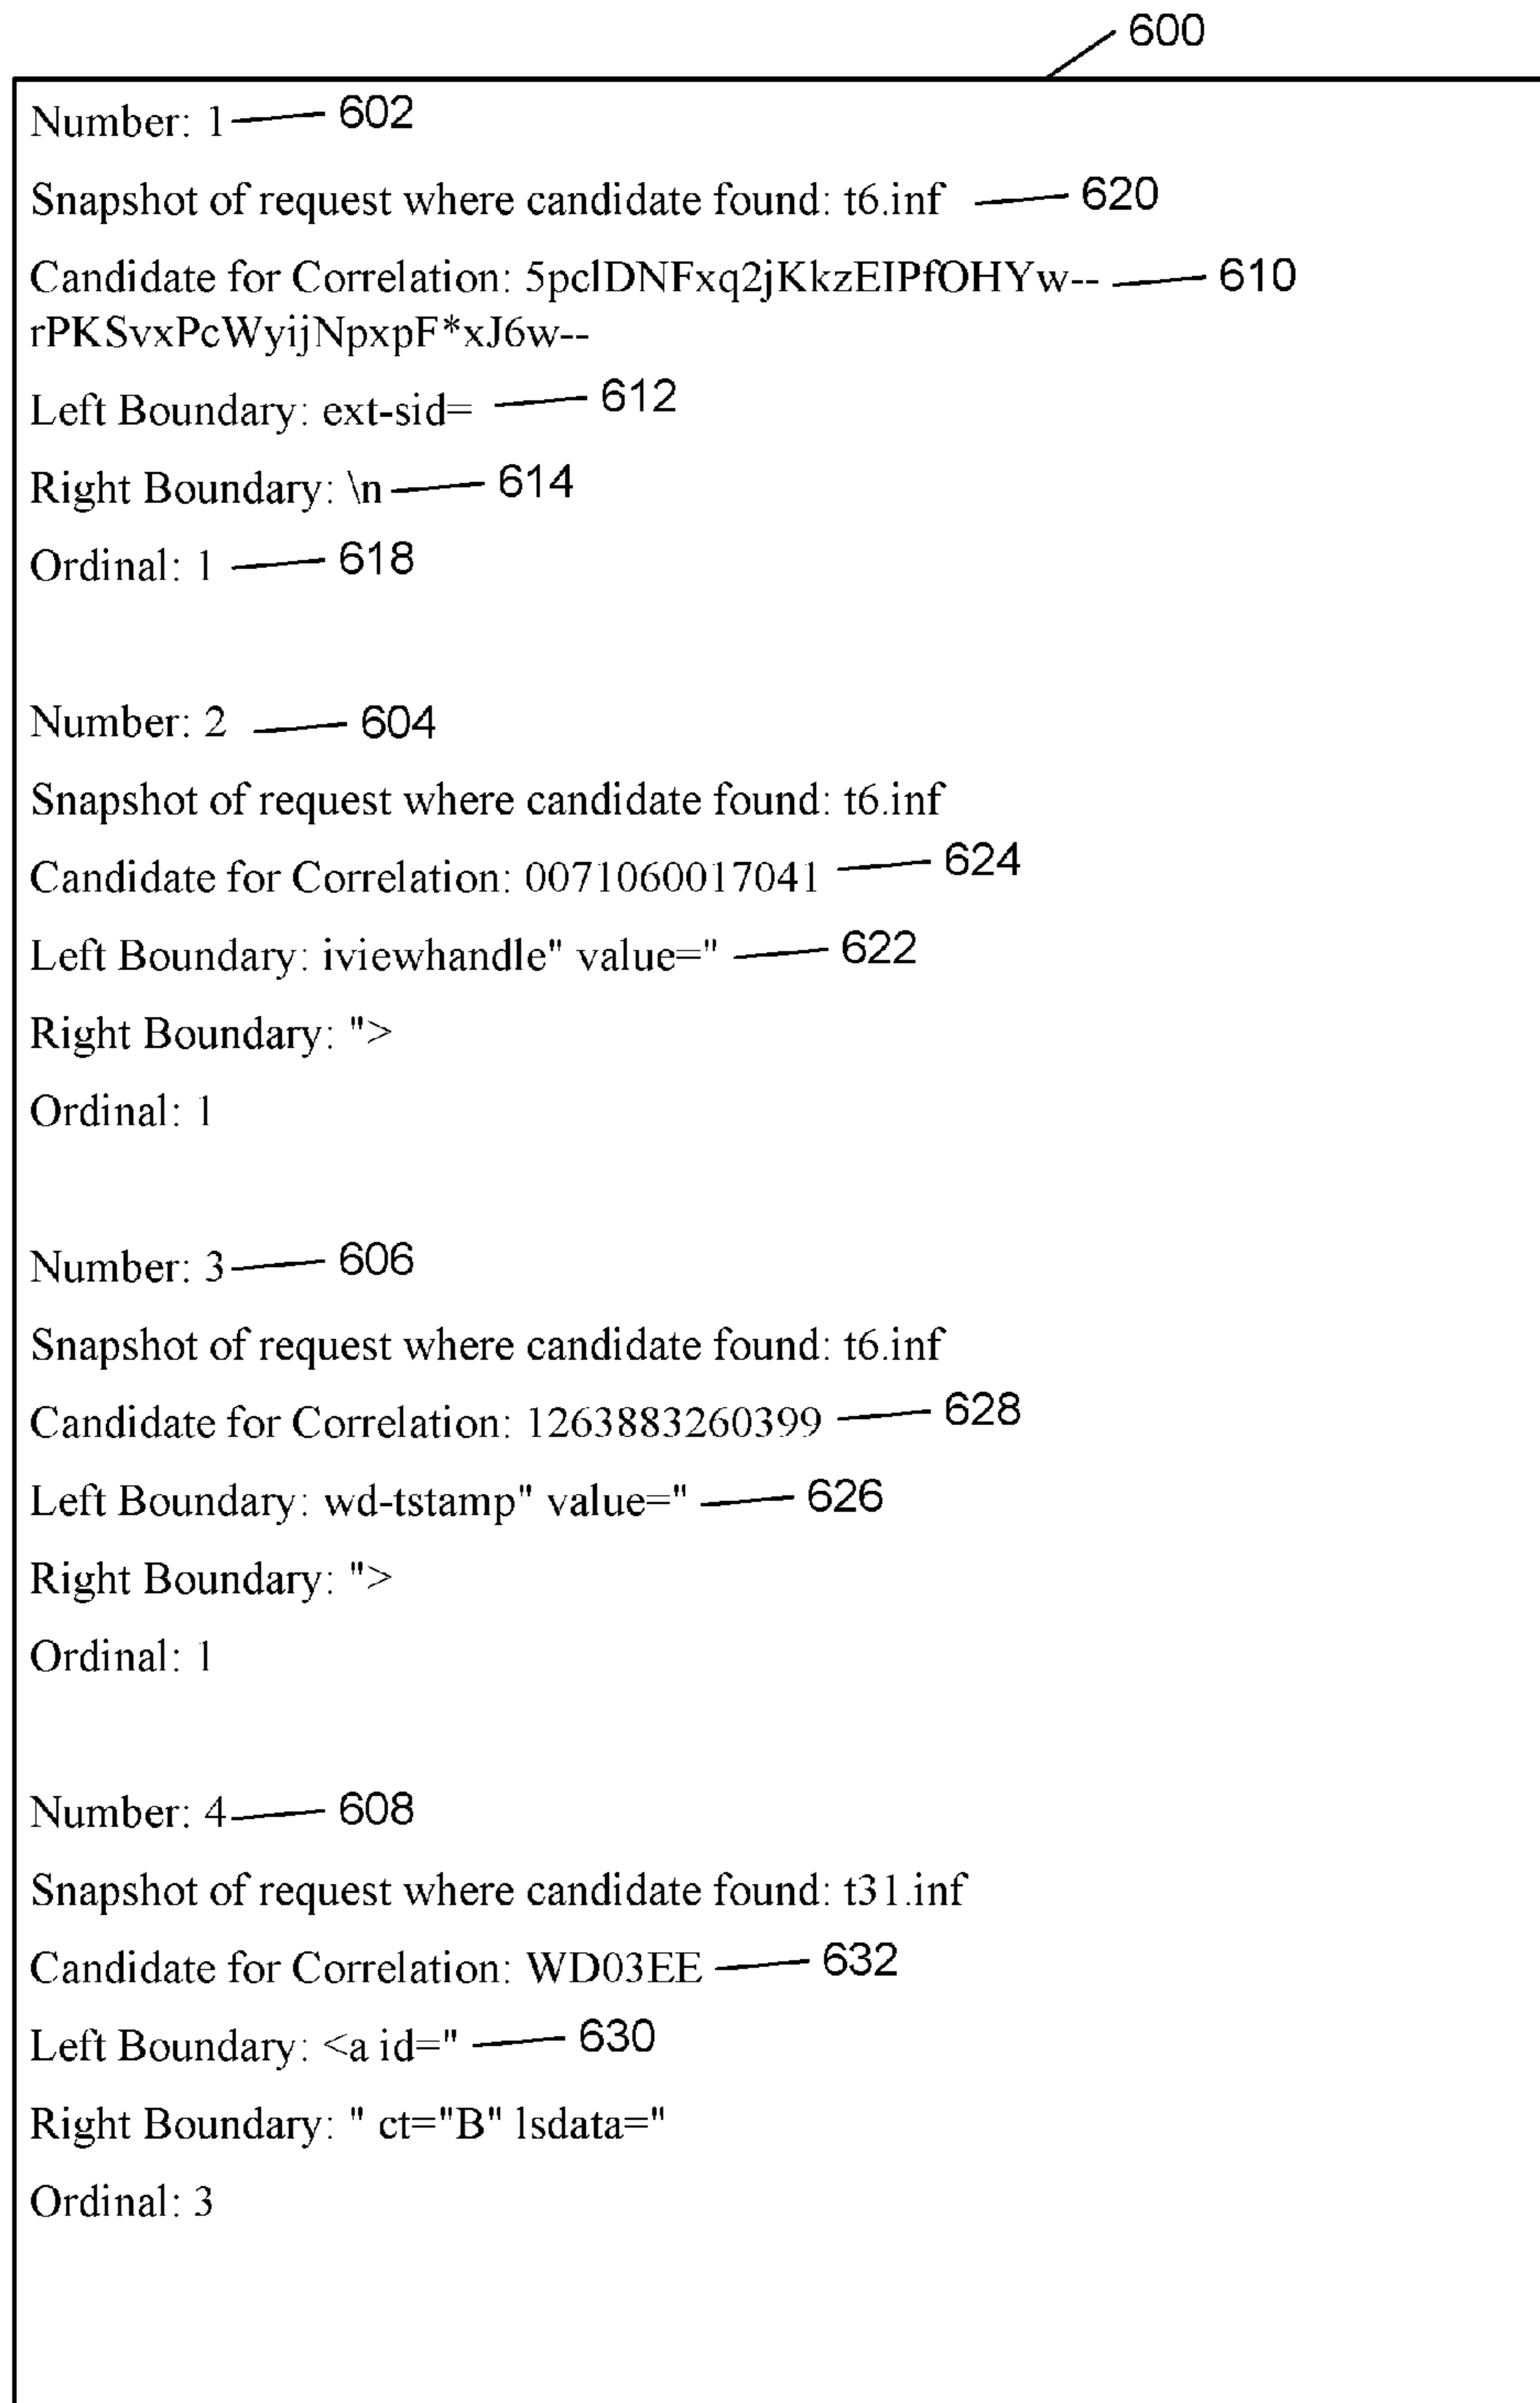 600
Number: 1 602
Snapshot of request where candidate found: t6.inf 620
Candidate for Correlation: 5pclDNFxq2jKkzEIPfOHYw-- 610
rPKSvxPcWyijNpxpF*xJ6w--
Left Boundary: ext-sid= 612
Right Boundary: \n 614
Ordinal: 1 618
Number: 2 604
Snapshot of request where candidate found: t6.inf
Candidate for Correlation: 0071060017041 624
Left Boundary: iviewhandle" value=" 622
Right Boundary: ">
Ordinal: 1
Number: 3 606
Snapshot of request where candidate found: t6.inf
Candidate for Correlation: 1263883260399 628
Left Boundary: wd-tstamp" value=" 626
Right Boundary: ">
Ordinal: 1
Number: 4 608
Snapshot of request where candidate found: t31.inf
Candidate for Correlation: WD03EE 632
Left Boundary: <a id=" 630
Right Boundary: " ct="B" lsdata="
Ordinal: 3